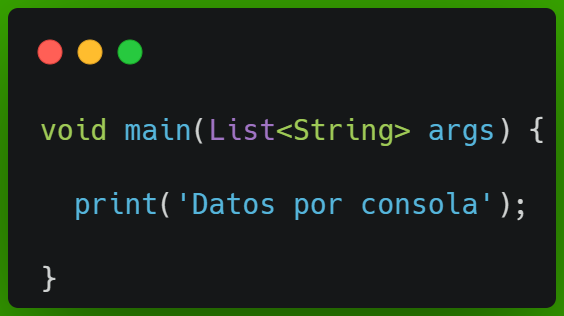 void main(List<String> args) {
print('Datos por consola');
}